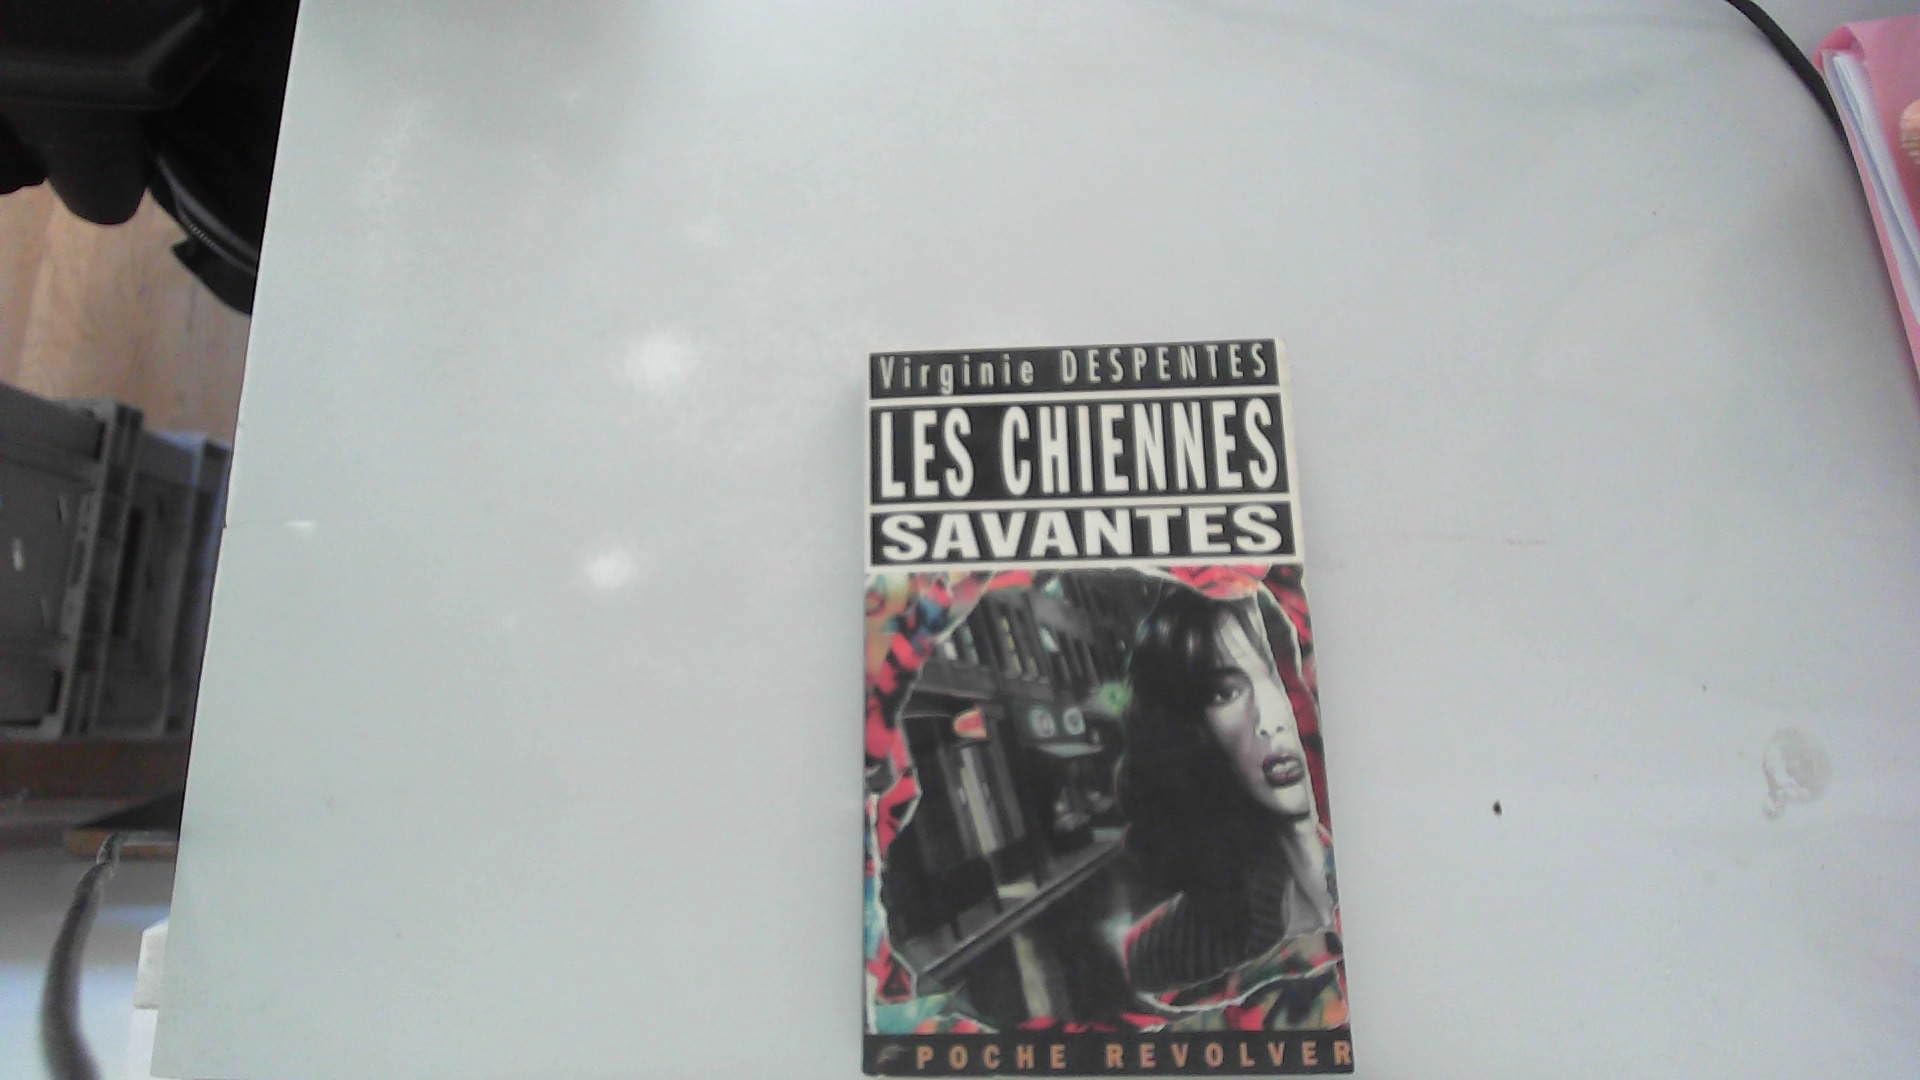 Virginie DESPENTES
LES CHIENNES
SAVANTES
POCHE REVOLVER